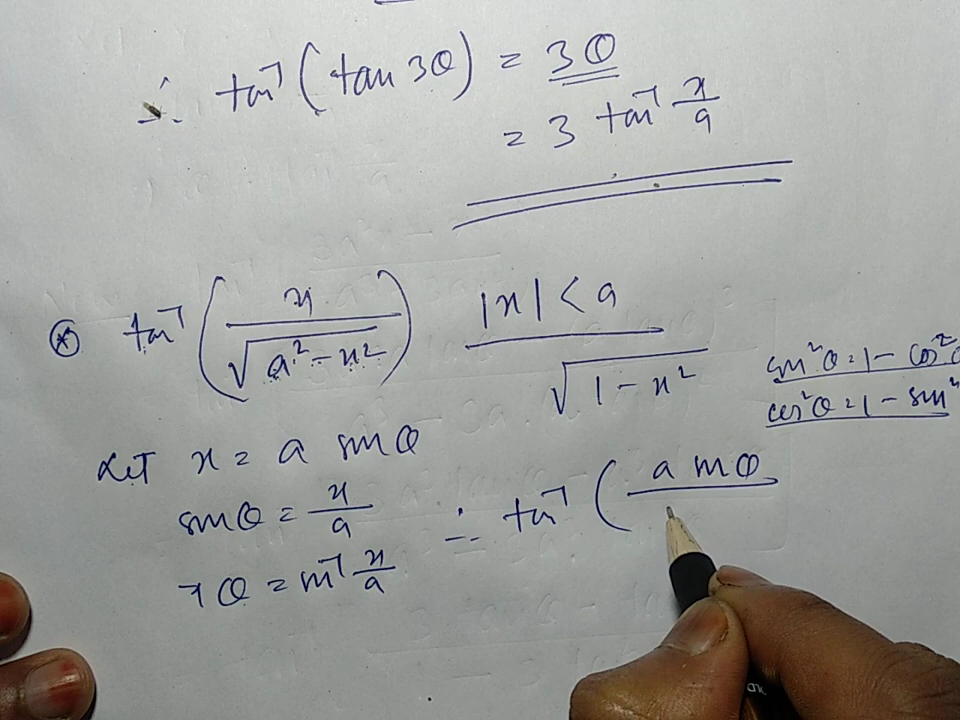 ∴ tan⁻¹ (tan 3θ) = 3θ
= 3 tan⁻¹ x/a
* tan⁻¹ (x/√(a²-x²)) |x| < a
√(1-x²)
sin²θ = 1 - cos²θ
cos²θ = 1 - sin²
Let x = a sinθ
sinθ = x/a
∴ tan⁻¹ ( a sinθ
⇒ θ = sin⁻¹ x/a